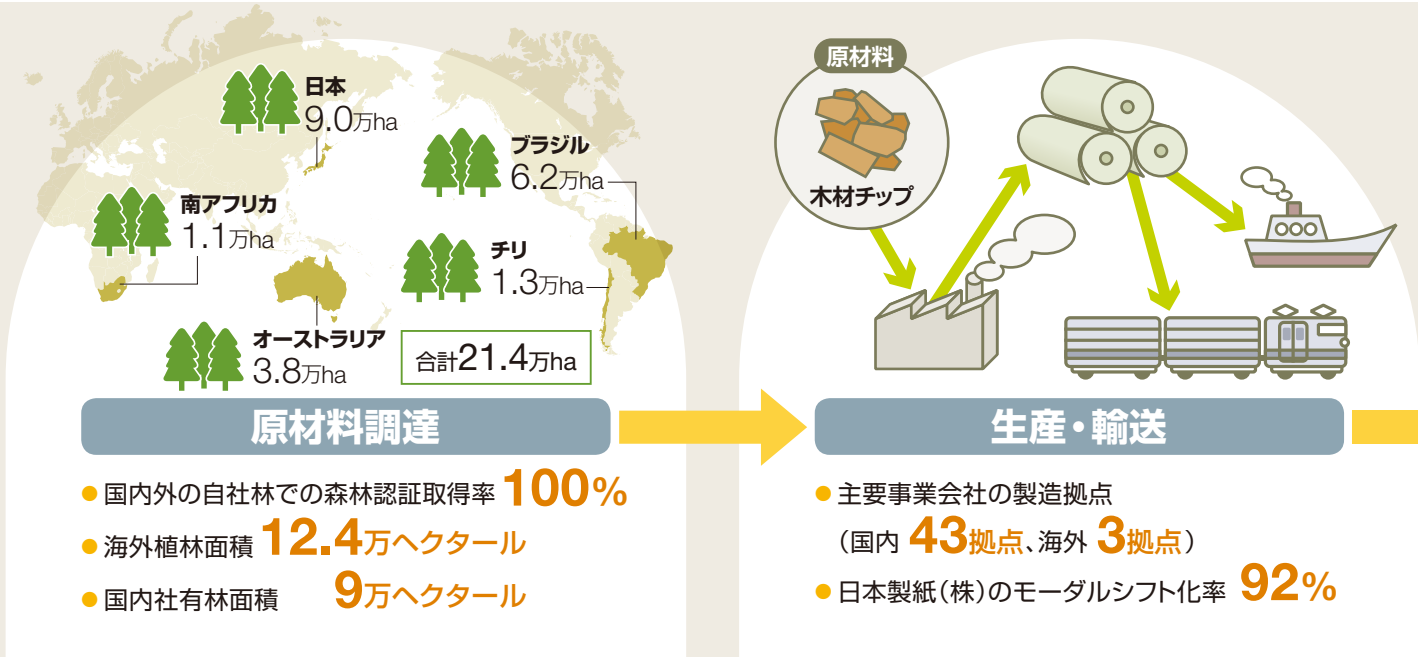 日本
9.0万ha
ブラジル
6.2万ha
南アフリカ
1.1万ha
チリ
1.3万ha
オーストラリア
3.8万ha
合計21.4万ha
原材料調達
● 国内外の自社林での森林認証取得率 100%
● 海外植林面積 12.4万ヘクタール
● 国内社有林面積 9万ヘクタール
原材料
木材チップ
生産・輸送
● 主要事業会社の製造拠点
（国内 43拠点、海外 3拠点）
● 日本製紙（株）のモーダルシフト化率 92%